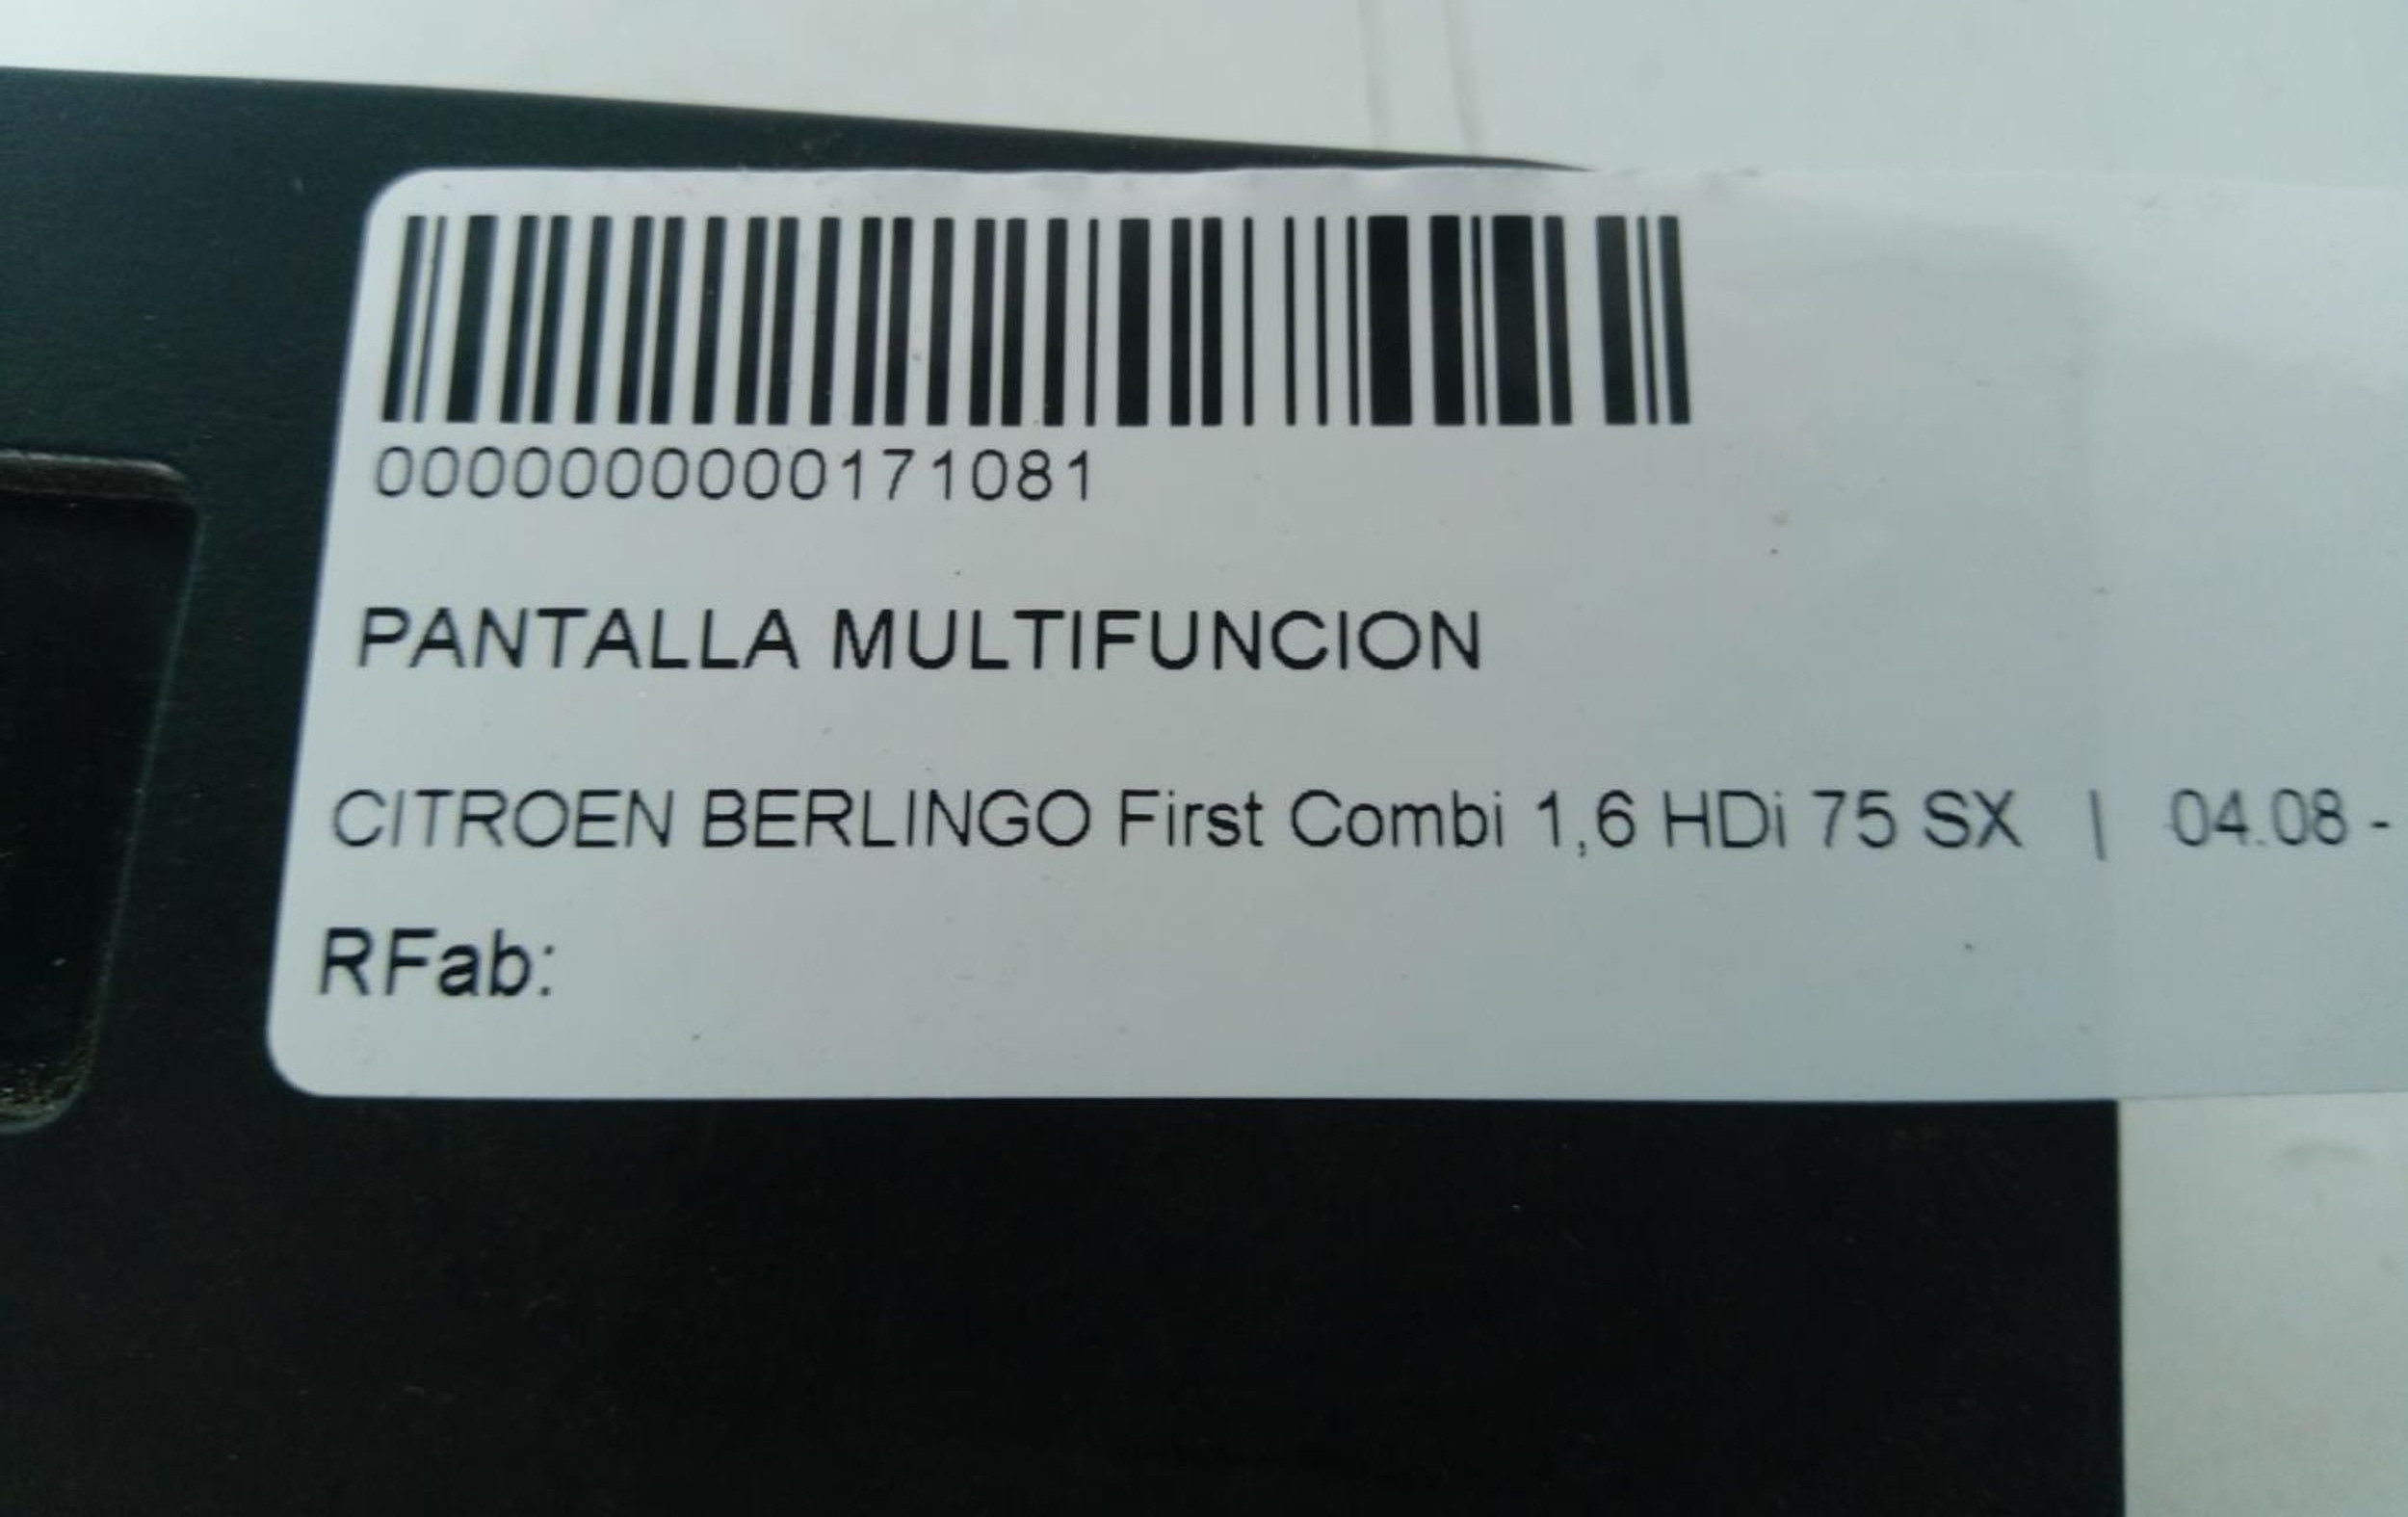 0000000000171081
PANTALLA MULTIFUNCION
CITROEN BERLINGO First Combi 1,6 HDi 75 SX | 04.08 -
RFab: